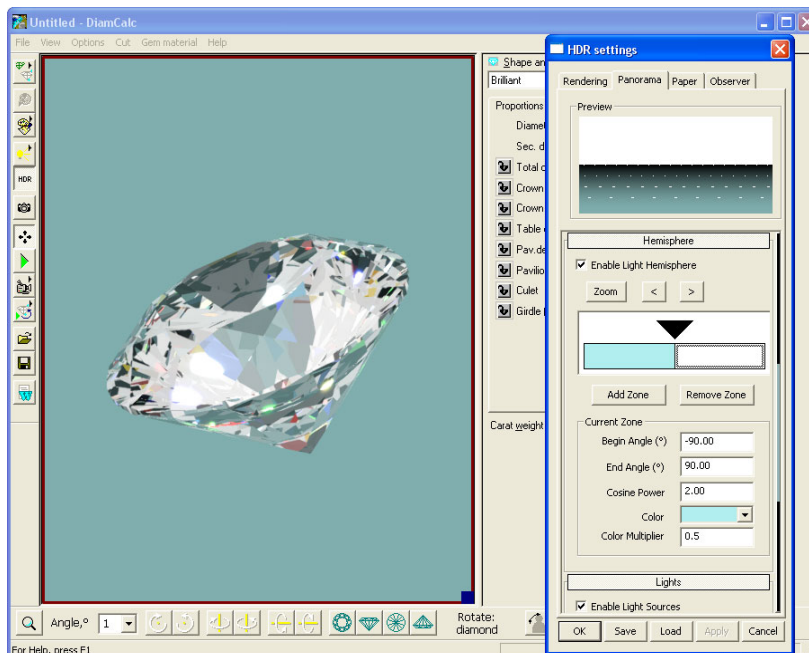 Untitled - DiamCalc
File View Options Cut Gem material Help
HDR
Shape an
Brilliant
Proportions
Diamet
Sec. d
Total d
Crown
Crown
Table
Pav.de
Pavilio
Culet
Girdle
Carat weight
Angle,° 1
Rotate:
diamond
For Help, press F1
HDR settings
Rendering Panorama Paper Observer
Preview
Hemisphere
Enable Light Hemisphere
Zoom < >
Add Zone Remove Zone
Current Zone
Begin Angle (°) -90.00
End Angle (°) 90.00
Cosine Power 2.00
Color
Color Multiplier 0.5
Lights
Enable Light Sources
OK Save Load Apply Cancel